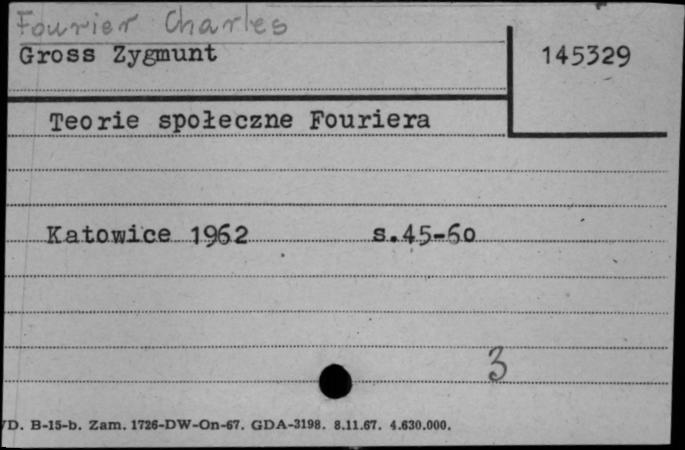 Fourier Charles
Gross Zygmunt
145329
Teorie społeczne Fouriera
Katowice 1962 s.45-60
3
D. B-15-b. Zam. 1726-DW-On-67. GDA-3198. 8.11.67. 4.630.000.